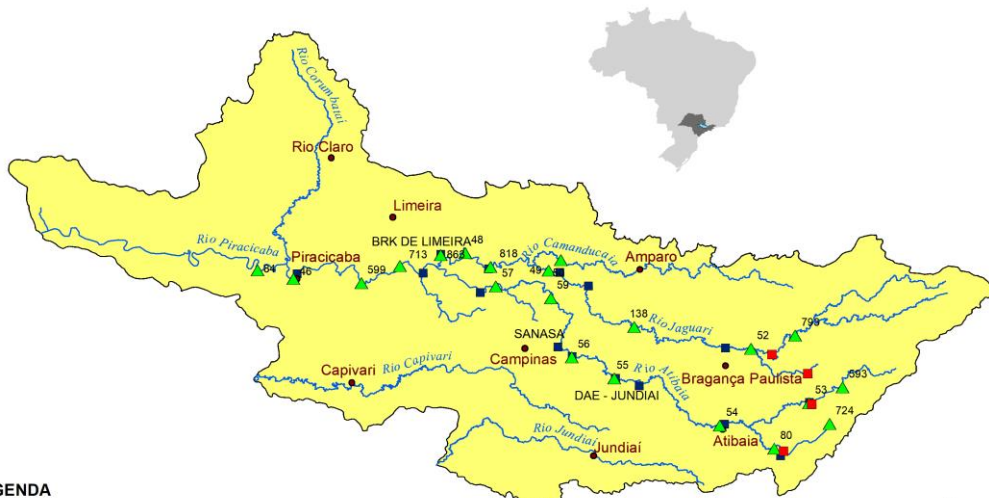 Rio Corumbataí
Rio Claro
Limeira
Rio Piracicaba
Piracicaba
BRK DE LIMEIRA
713
48
818
Rio Camanducaia
Amparo
84
46
599
57
49
59
138
Rio Jaguari
52
799
SANASA
Campinas
56
55
Rio Atibaia
Bragança Paulista
593
53
Capivari
Rio Capivari
DAE - JUNDIAI
54
724
Atibaia
80
Rio Jundiaí
Jundiaí
GENDA